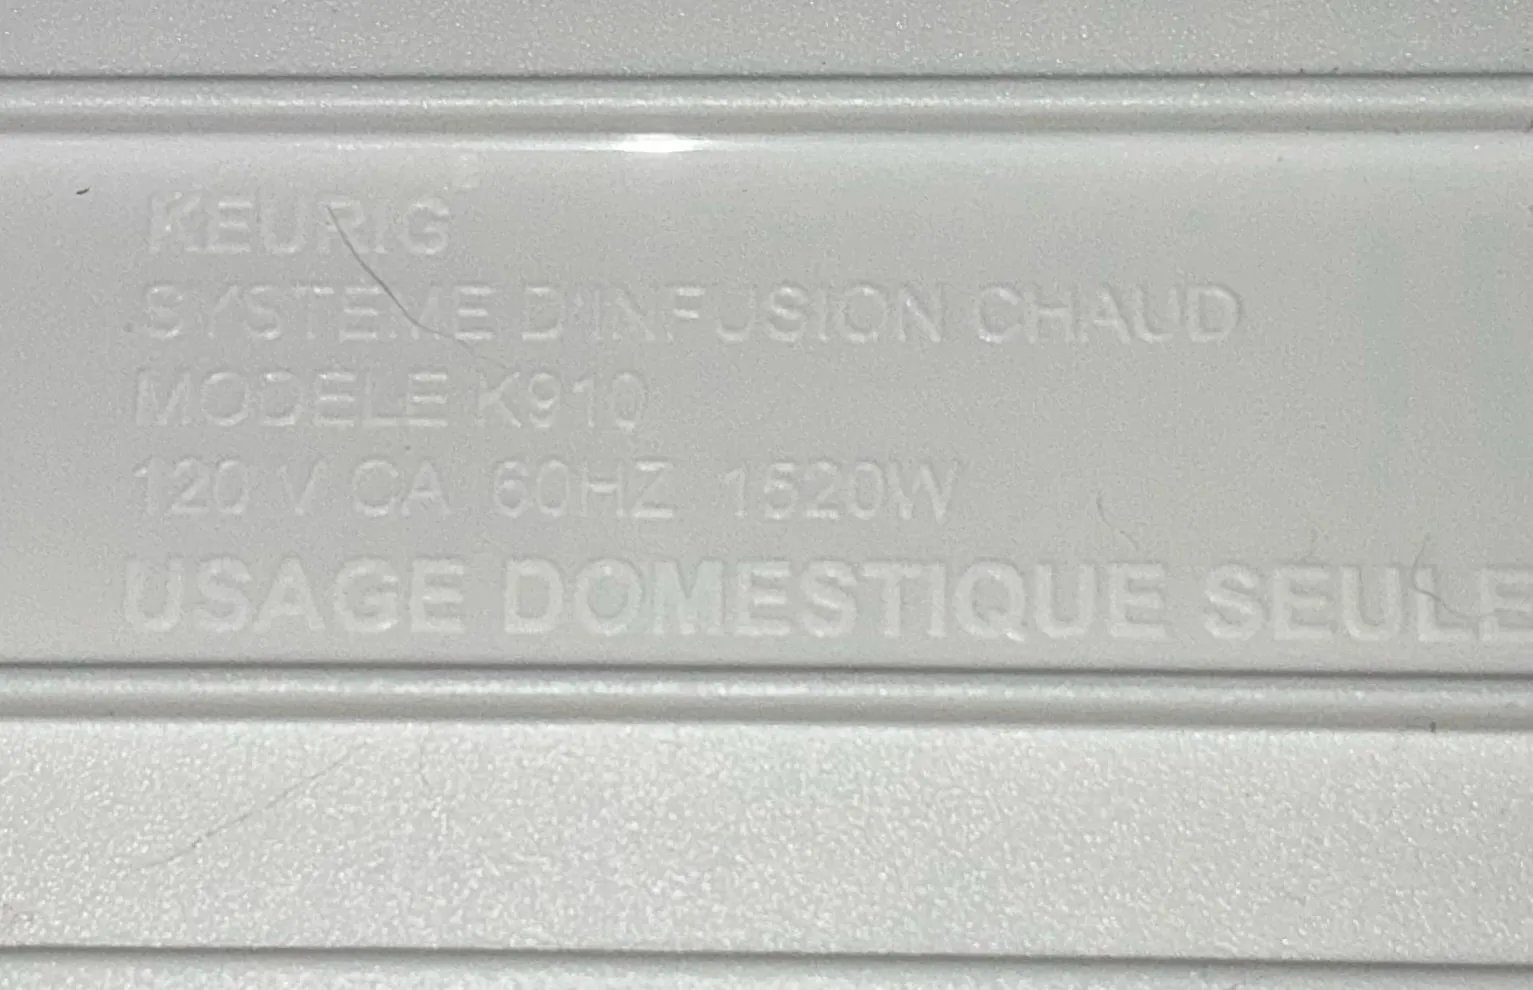 KEURIG
SYSTEME D'INFUSION CHAUD
MODELE K910
120 V CA 60HZ 1520W
USAGE DOMESTIQUE SEULE